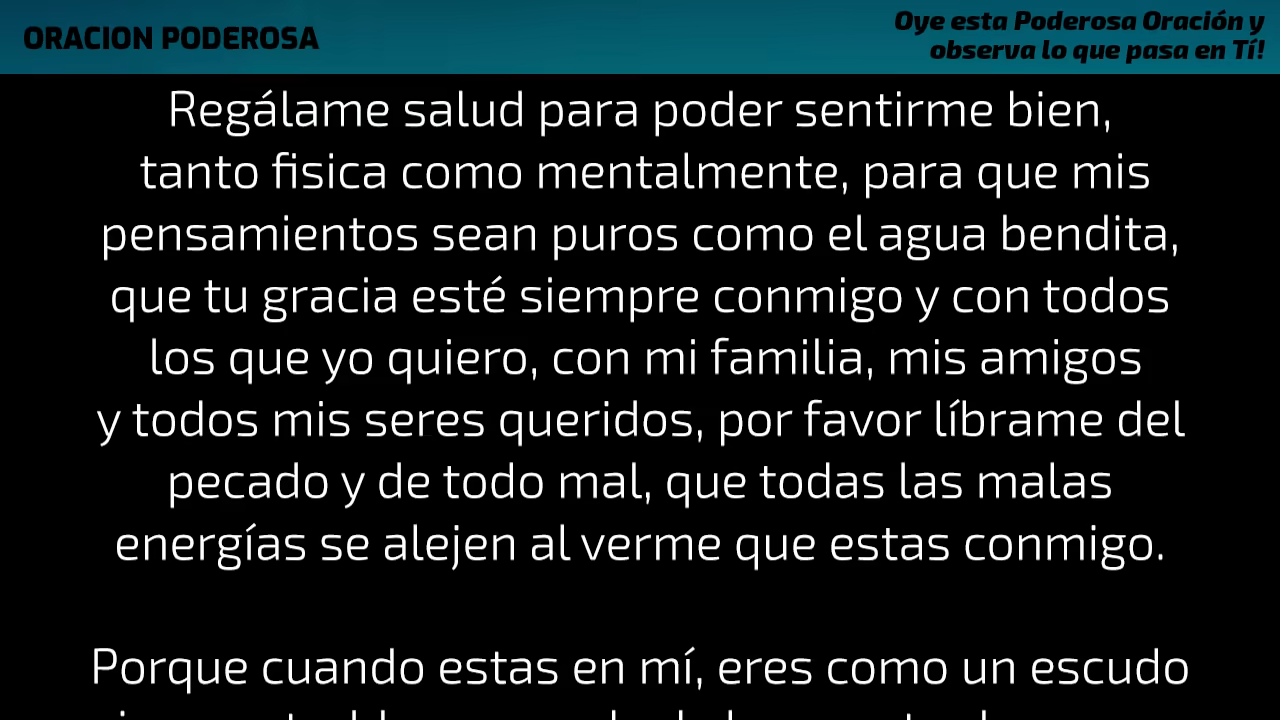 ORACION PODEROSA
Oye esta Poderosa Oración y
observa lo que pasa en Tí!
Regálame salud para poder sentirme bien,
tanto fisica como mentalmente, para que mis
pensamientos sean puros como el agua bendita,
que tu gracia esté siempre conmigo y con todos
los que yo quiero, con mi familia, mis amigos
y todos mis seres queridos, por favor líbrame del
pecado y de todo mal, que todas las malas
energías se alejen al verme que estas conmigo.
Porque cuando estas en mí, eres como un escudo